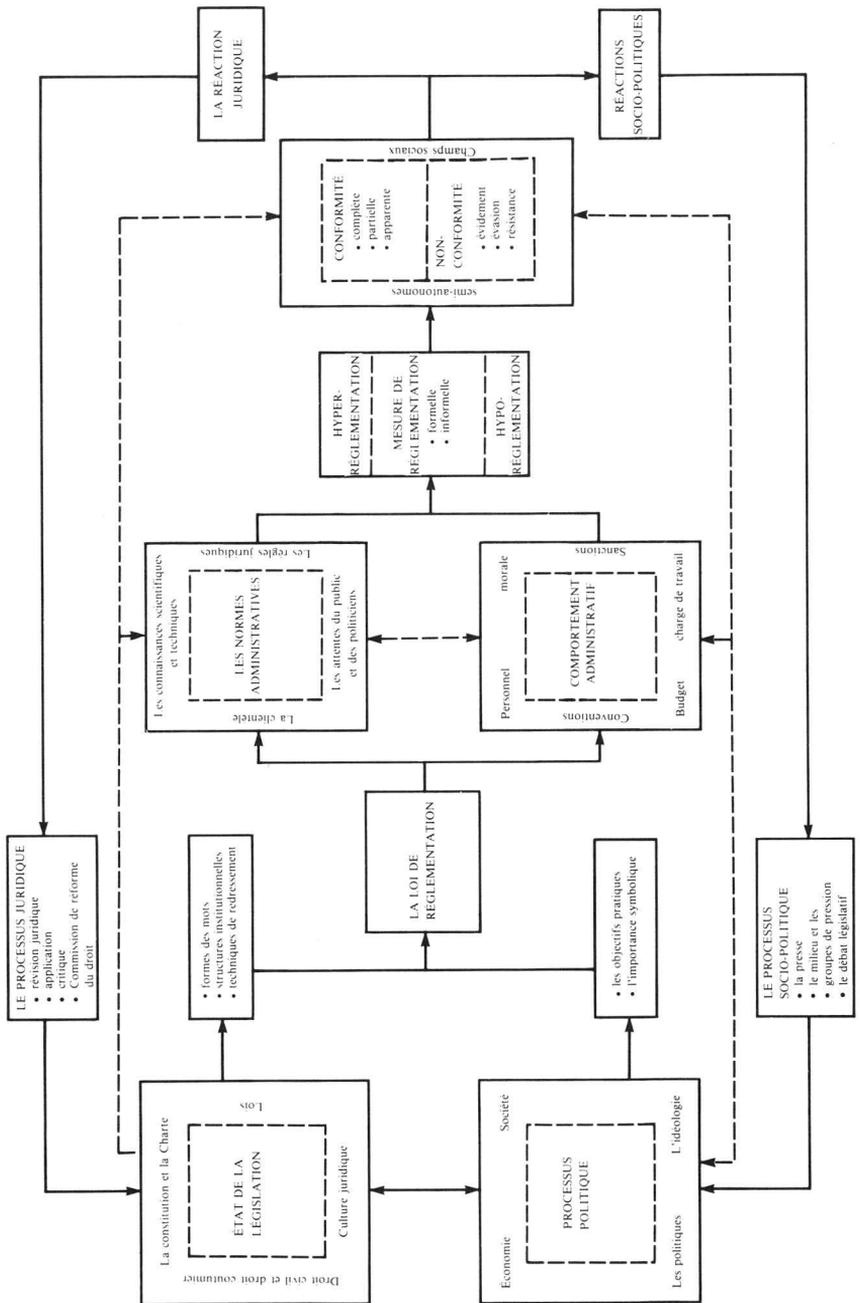 LE PROCESSUS JURIDIQUE
• révision juridique
• application
• critique
• Commission de réforme
du droit
LA RÉACTION
JURIDIQUE
La constitution et la Charte
Droit civil et droit coutumier
ÉTAT DE LA
LÉGISLATION
Lois
Culture juridique
• formes des mots
• structures institutionnelles
• techniques de redressement
Les connaissances scientifiques
et techniques
La clientèle
LES NORMES
ADMINISTRATIVES
Les règles juridiques
Les attentes du public
et des politiciens
LA LOI DE
RÉGLEMENTATION
HYPER-
RÉGLEMENTATION
MESURE DE
RÉGLEMENTATION
• formelle
• informelle
HYPO-
RÉGLEMENTATION
semi-autonomes
CONFORMITÉ
• complète
• partielle
• apparente
NON-
CONFORMITÉ
• évidement
• évasion
• résistance
Champs sociaux
Économie
Société
PROCESSUS
POLITIQUE
Les politiques
L'idéologie
• les objectifs pratiques
• l'importance symbolique
Personnel
morale
Conventions
COMPORTEMENT
ADMINISTRATIF
Sanctions
Budget
charge de travail
LE PROCESSUS
SOCIO-POLITIQUE
• la presse
• le milieu et les
• groupes de pression
• le débat législatif
RÉACTIONS
SOCIO-POLITIQUES